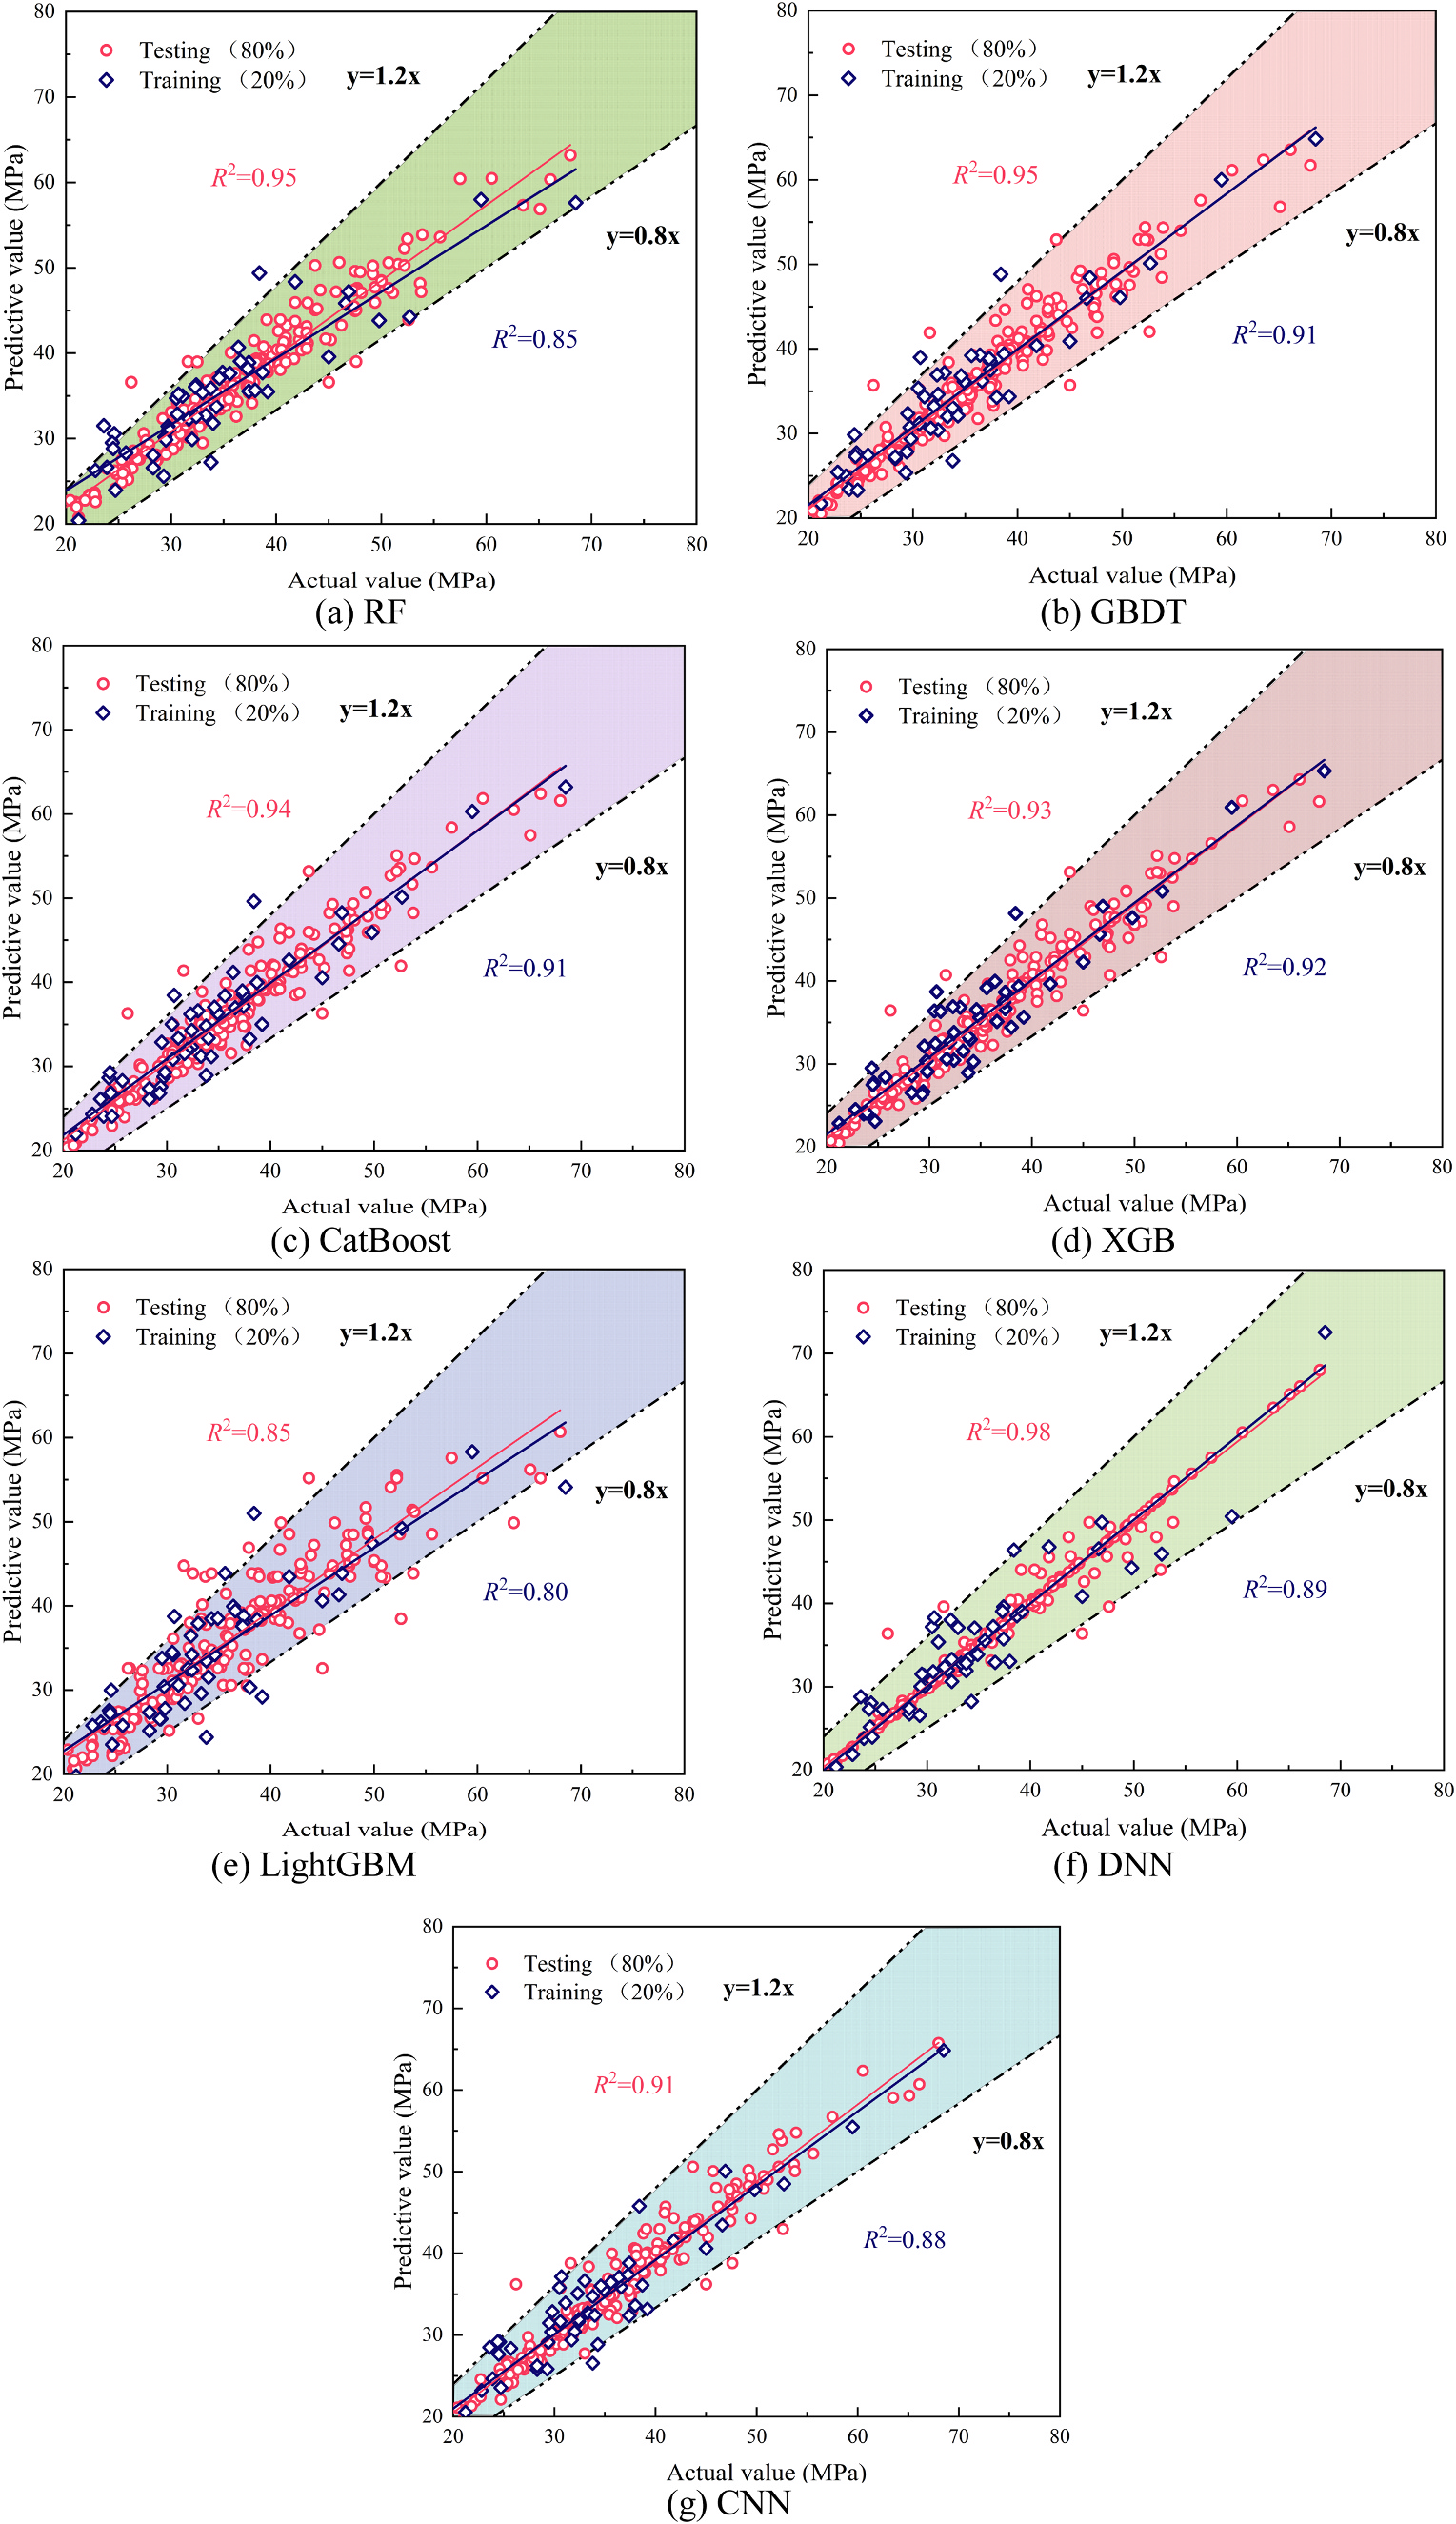 80
70
60
50
40
30
20
Predictive value (MPa)
Testing（80%）
Training（20%）
y=1.2x
R²=0.95
y=0.8x
R²=0.85
20 30 40 50 60 70 80
Actual value (MPa)
(a) RF
80
70
60
50
40
30
20
Predictive value (MPa)
Testing（80%）
Training（20%）
y=1.2x
R²=0.95
y=0.8x
R²=0.91
20 30 40 50 60 70 80
Actual value (MPa)
(b) GBDT
80
70
60
50
40
30
20
Predictive value (MPa)
Testing（80%）
Training（20%）
y=1.2x
R²=0.94
y=0.8x
R²=0.91
20 30 40 50 60 70 80
Actual value (MPa)
(c) CatBoost
80
70
60
50
40
30
20
Predictive value (MPa)
Testing（80%）
Training（20%）
y=1.2x
R²=0.93
y=0.8x
R²=0.92
20 30 40 50 60 70 80
Actual value (MPa)
(d) XGB
80
70
60
50
40
30
20
Predictive value (MPa)
Testing（80%）
Training（20%）
y=1.2x
R²=0.85
y=0.8x
R²=0.80
20 30 40 50 60 70 80
Actual value (MPa)
(e) LightGBM
80
70
60
50
40
30
20
Predictive value (MPa)
Testing（80%）
Training（20%）
y=1.2x
R²=0.98
y=0.8x
R²=0.89
20 30 40 50 60 70 80
Actual value (MPa)
(f) DNN
80
70
60
50
40
30
20
Predictive value (MPa)
Testing（80%）
Training（20%）
y=1.2x
R²=0.91
y=0.8x
R²=0.88
20 30 40 50 60 70 80
Actual value (MPa)
(g) CNN